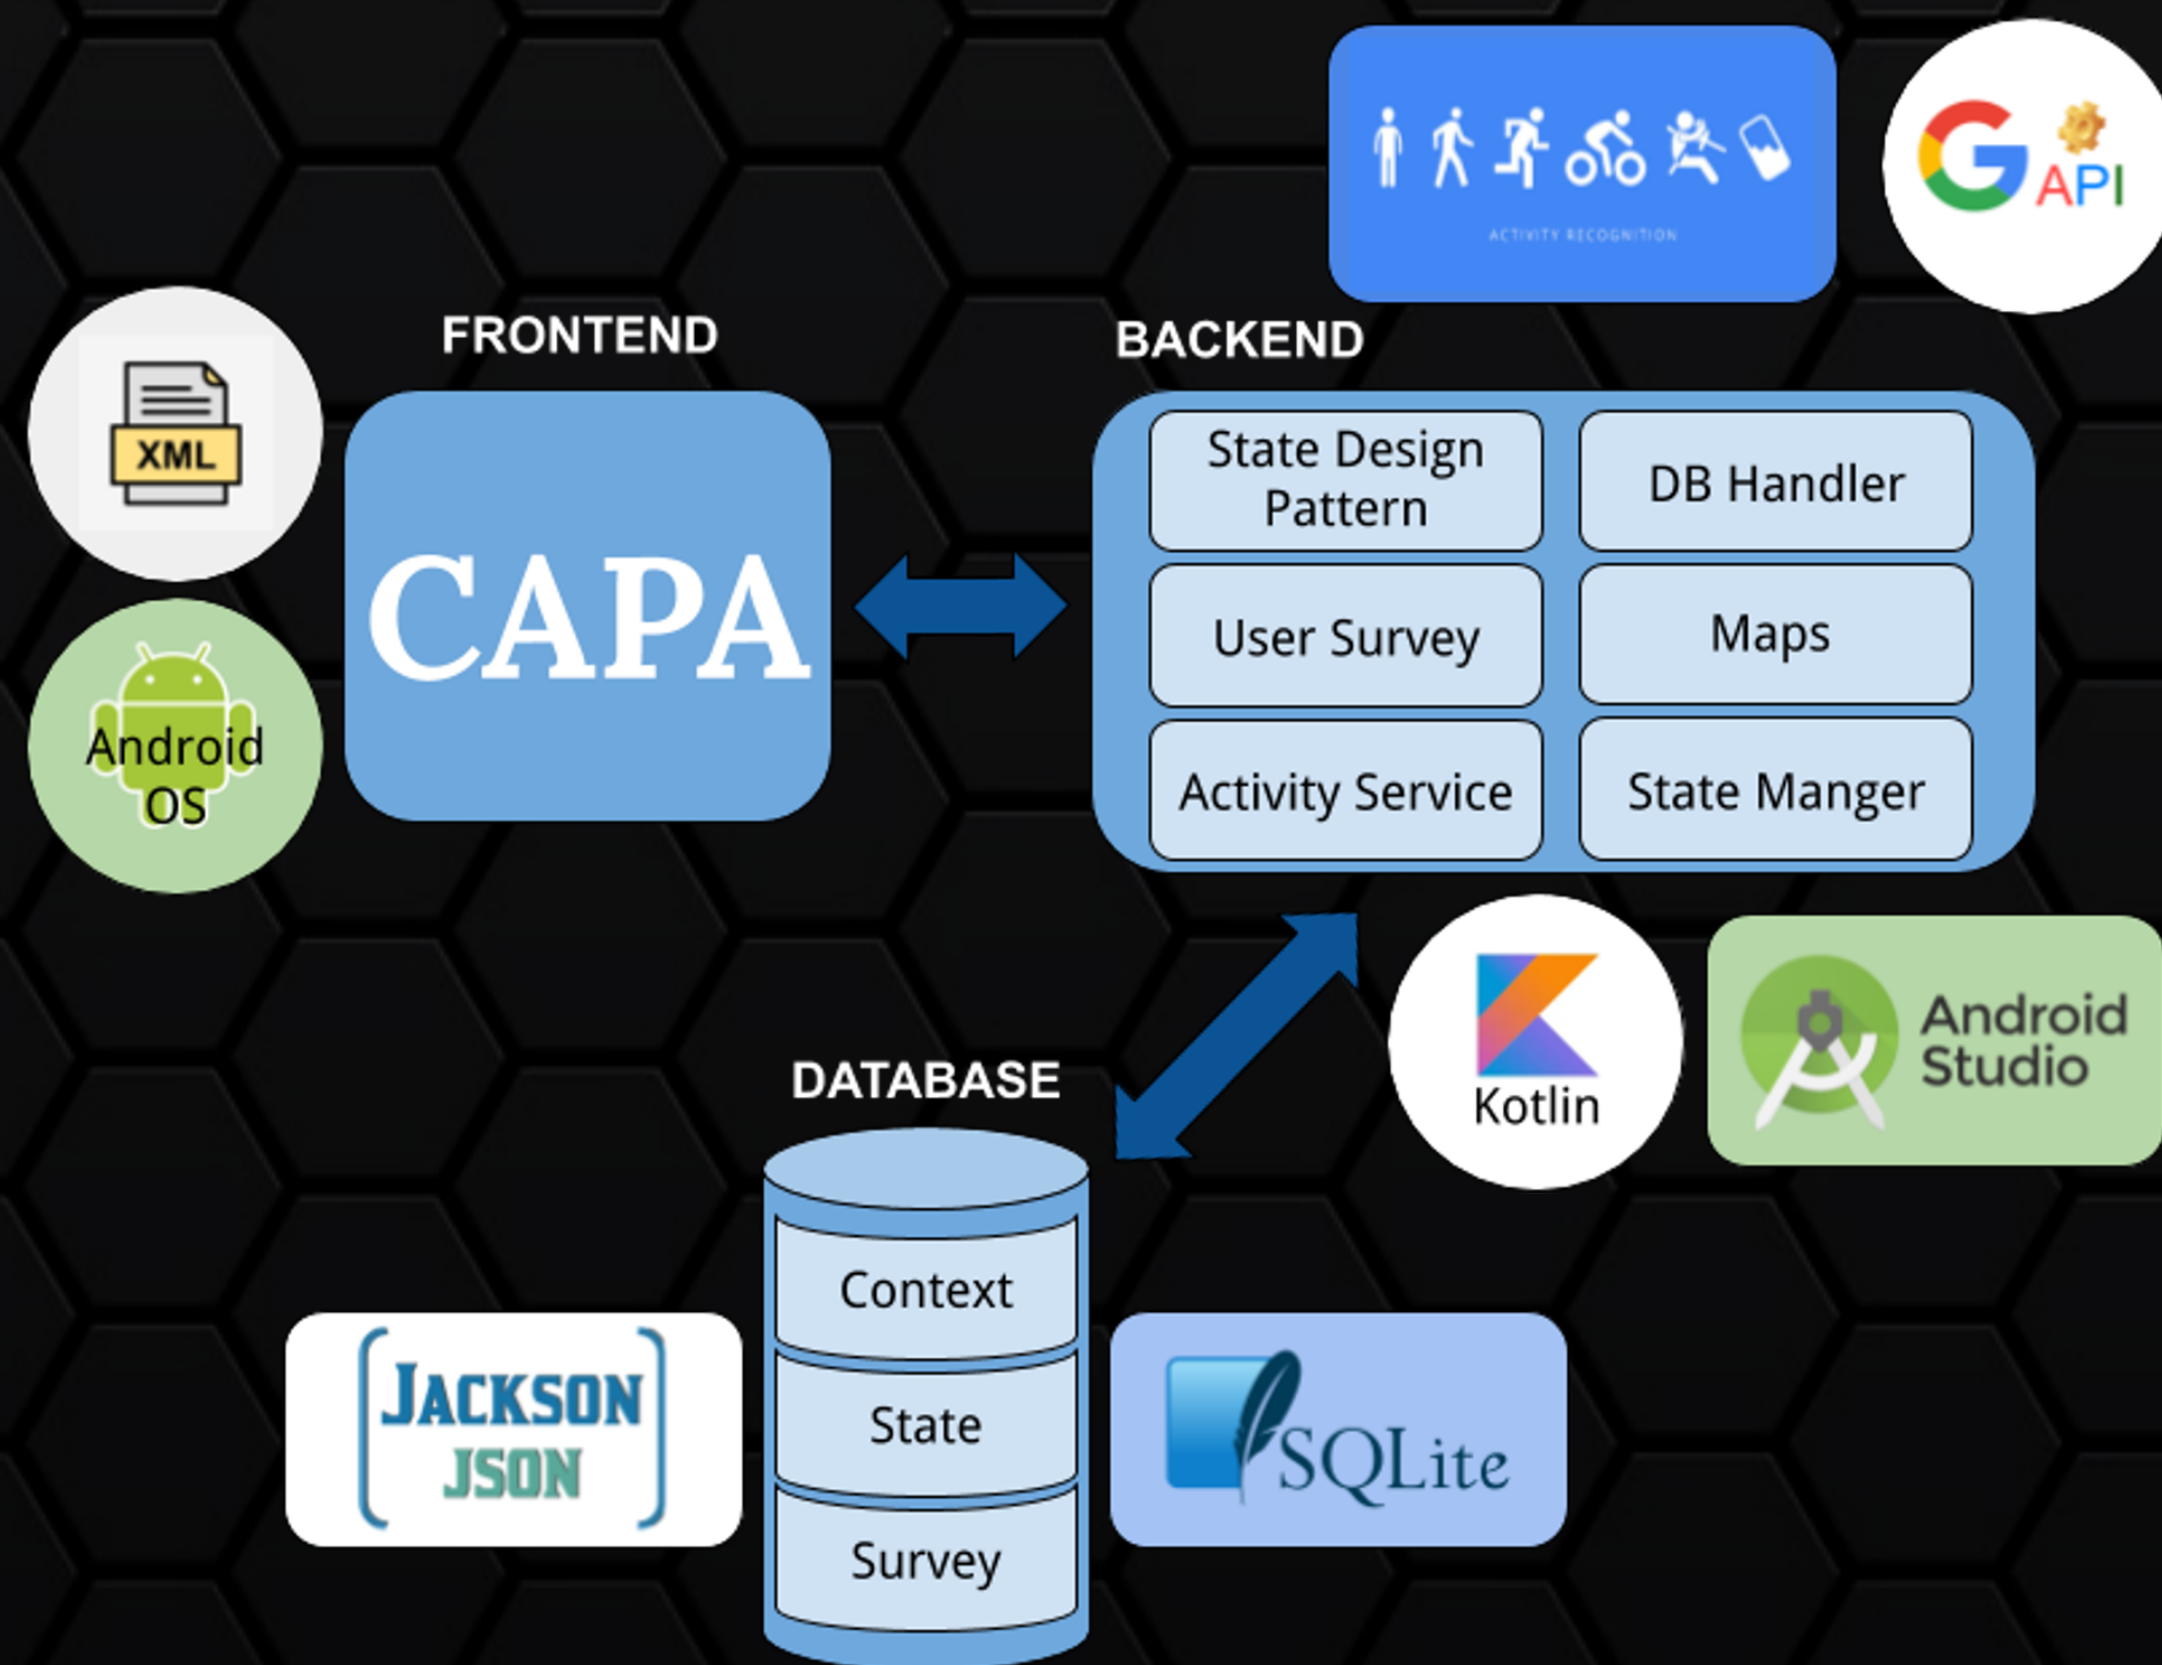 ACTIVITY RECOGNITION
G API
FRONTEND
BACKEND
XML
CAPA
State Design
Pattern
DB Handler
User Survey
Maps
Activity Service
State Manger
Android
OS
Kotlin
Android
Studio
DATABASE
Context
State
Survey
JACKSON
JSON
SQLite